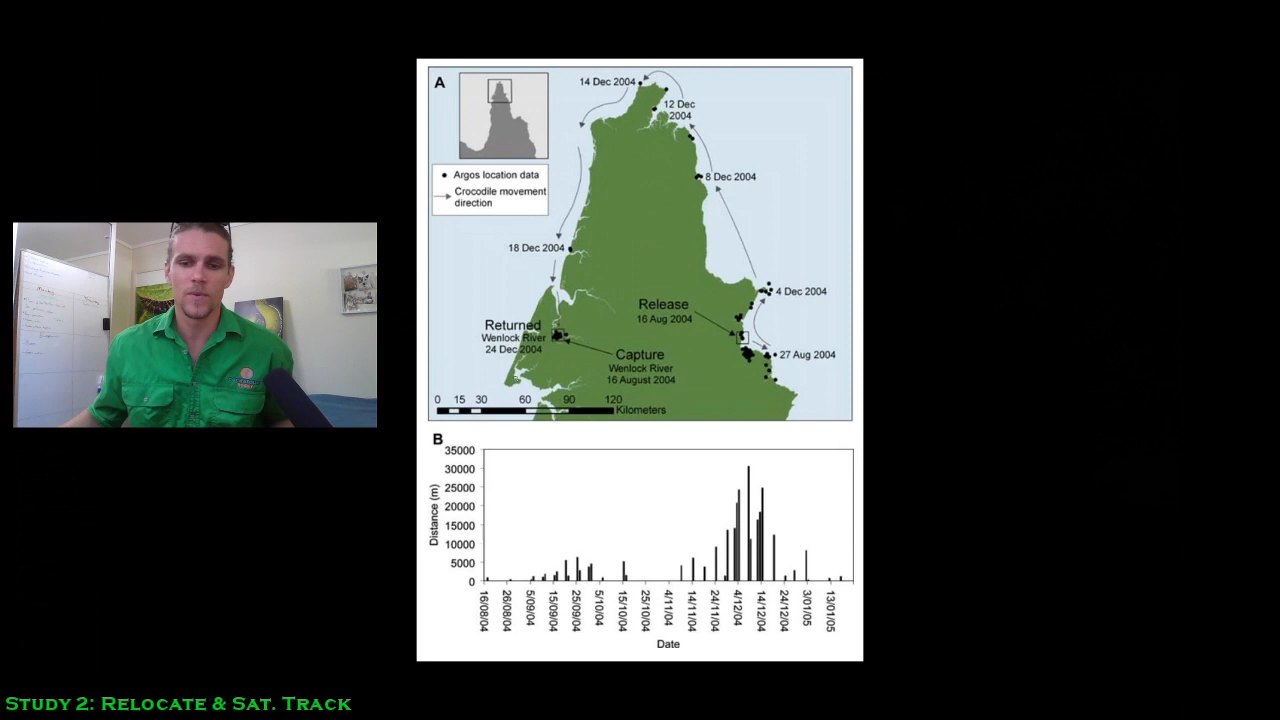 A
14 Dec 2004
12 Dec
2004
Argos location data
Crocodile movement
direction
8 Dec 2004
18 Dec 2004
4 Dec 2004
Release
16 Aug 2004
Returned
Wenlock River
24 Dec 2004
Capture
Wenlock River
16 August 2004
27 Aug 2004
0 15 30 60 90 120
Kilometers
B
35000
30000
25000
20000
15000
10000
5000
0
Distance (m)
16/08/04 26/08/04 5/09/04 15/09/04 25/09/04 5/10/04 15/10/04 25/10/04 4/11/04 14/11/04 24/11/04 4/12/04 14/12/04 24/12/04 3/01/05 13/01/05
Date
Study 2: Relocate & Sat. Track